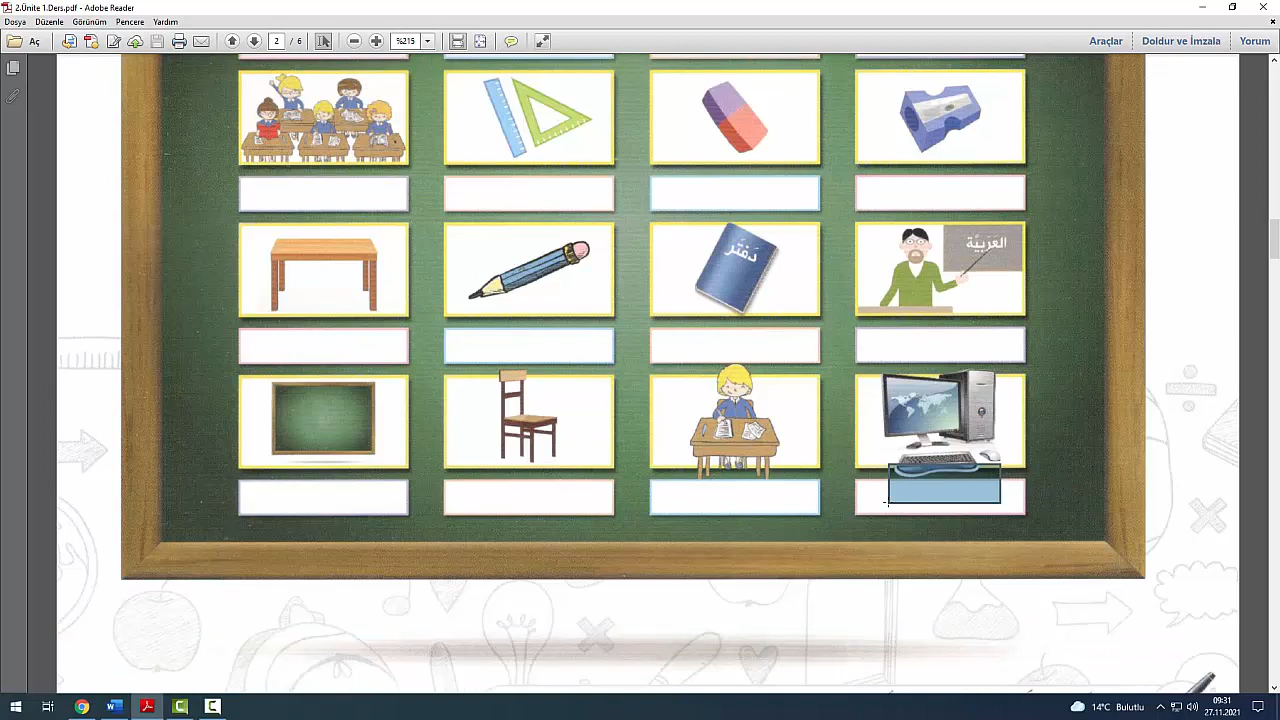 2.Ünite 1.Ders.pdf - Adobe Reader
Dosya Düzenle Görünüm Pencere Yardım
Aç 2 / 6 %215 Araçlar Doldur ve İmzala Yorum
العَرَبِيَّة
دَفتَر
14°C Bulutlu
09:31
27.11.2021